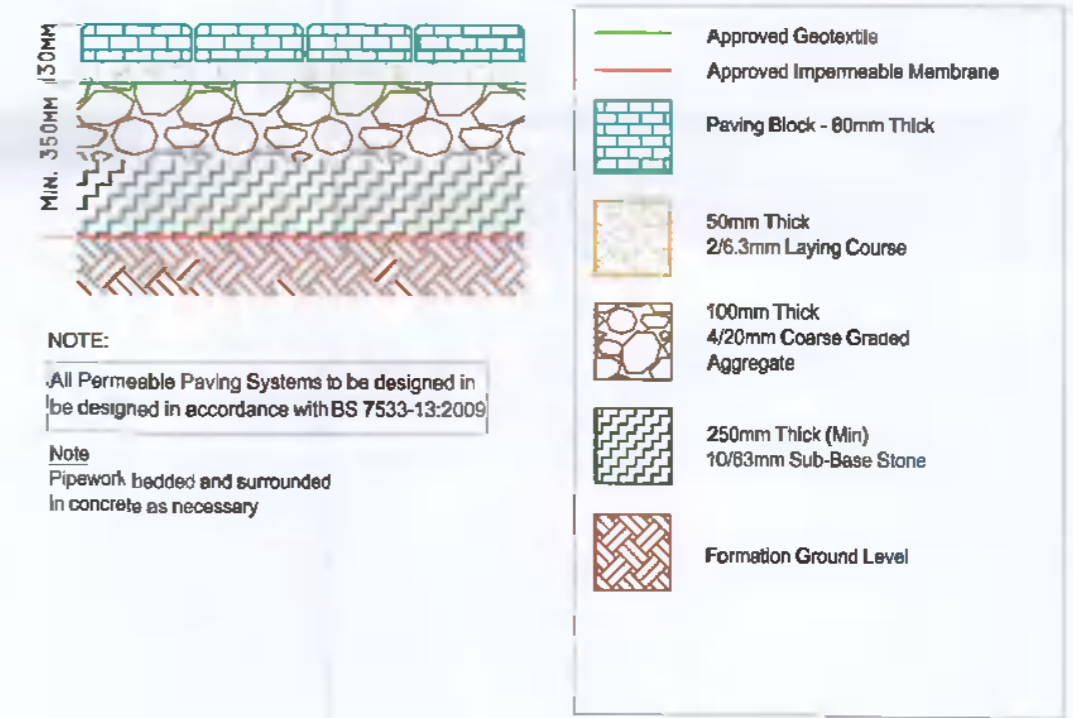 130MM
MIN. 350MM
NOTE:
All Permeable Paving Systems to be designed in
be designed in accordance with BS 7533-13:2009
Note
Pipework bedded and surrounded
In concrete as necessary
Approved Geotextile
Approved Impermeable Membrane
Paving Block - 80mm Thick
50mm Thick
2/6.3mm Laying Course
100mm Thick
4/20mm Coarse Graded
Aggregate
250mm Thick (Min)
10/63mm Sub-Base Stone
Formation Ground Level